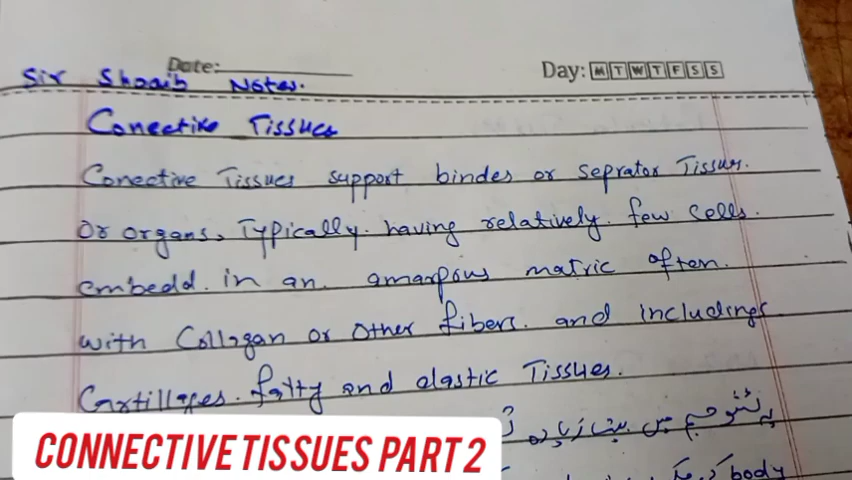 Date:
Day: M T W T F S S
Sir Shoaib Notes.
Conective Tissues
Conective Tissues support bindes or seprator Tissues.
Or organs, Typically. having relatively. few cells.
embedd. in an. amarpous matric often.
with Collagan or other fibers. and includings
Cartillages. fatty and elastic Tissues.
body
CONNECTIVE TISSUES PART 2